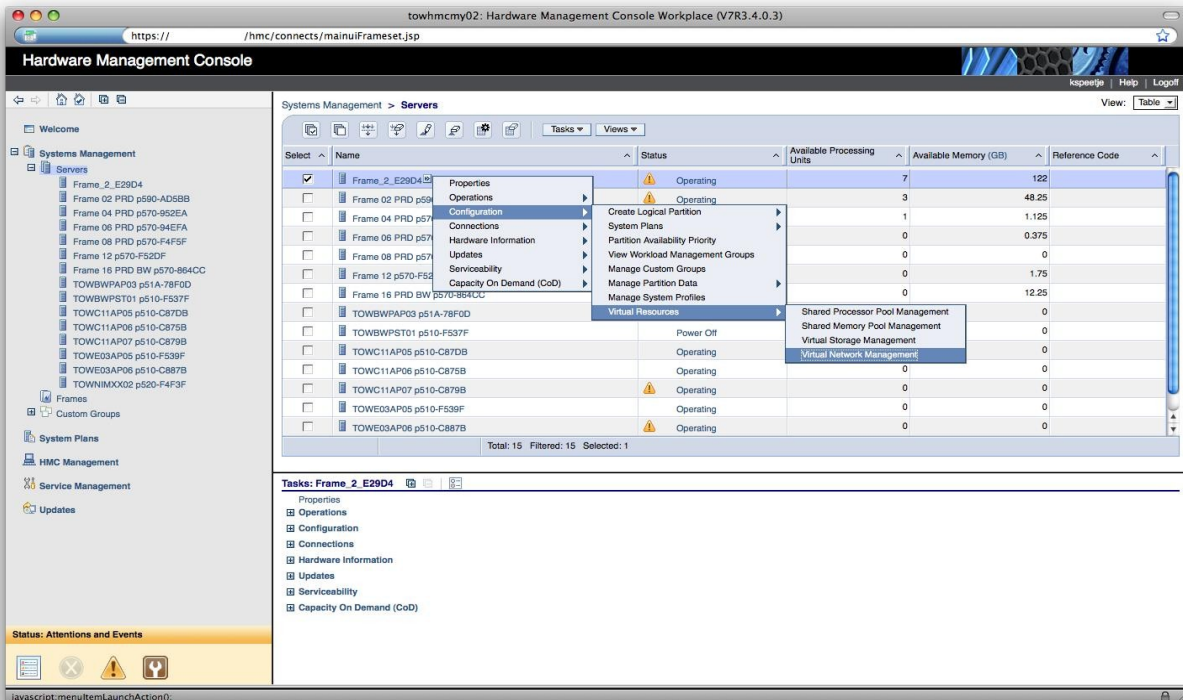 towhmcmy02: Hardware Management Console Workplace (V7R3.4.0.3)
https:// /hmc/connects/mainuiFrameset.jsp
Hardware Management Console
kspeetje | Help | Logoff
Welcome
Systems Management
Servers
Frame_2_E29D4
Frame 02 PRD p590-AD5BB
Frame 04 PRD p570-952EA
Frame 06 PRD p570-94EFA
Frame 08 PRD p570-F4F5F
Frame 12 p570-F52DF
Frame 16 PRD BW p570-864CC
TOWBWPAP03 p51A-78F0D
TOWBWPST01 p510-F537F
TOWC11AP05 p510-C87DB
TOWC11AP06 p510-C875B
TOWC11AP07 p510-C879B
TOWE03AP05 p510-F539F
TOWE03AP06 p510-C887B
TOWNIMXX02 p520-F4F3F
Frames
Custom Groups
System Plans
HMC Management
Service Management
Updates
Status: Attentions and Events
Systems Management > Servers
View: Table
Tasks Views
Select Name Status Available Processing Units Available Memory (GB) Reference Code
Frame_2_E29D4 Operating 7 122
Frame 02 PRD p59 Operating 3 48.25
Frame 04 PRD p57 1 1.125
Frame 06 PRD p57 0 0.375
Frame 08 PRD p57 0 0
Frame 12 p570-F52 0 1.75
Frame 16 PRD BW p570-864CC 0 12.25
TOWBWPAP03 p51A-78F0D 0
TOWBWPST01 p510-F537F Power Off 0
TOWC11AP05 p510-C87DB Operating 0
TOWC11AP06 p510-C875B Operating 0 0
TOWC11AP07 p510-C879B Operating 0 0
TOWE03AP05 p510-F539F Operating 0 0
TOWE03AP06 p510-C887B Operating 0 0
Total: 15 Filtered: 15 Selected: 1
Properties
Operations
Configuration
Connections
Hardware Information
Updates
Serviceability
Capacity On Demand (CoD)
Create Logical Partition
System Plans
Partition Availability Priority
View Workload Management Groups
Manage Custom Groups
Manage Partition Data
Manage System Profiles
Virtual Resources
Shared Processor Pool Management
Shared Memory Pool Management
Virtual Storage Management
Virtual Network Management
Tasks: Frame_2_E29D4
Properties
Operations
Configuration
Connections
Hardware Information
Updates
Serviceability
Capacity On Demand (CoD)
javascript:menuItemLaunchAction();